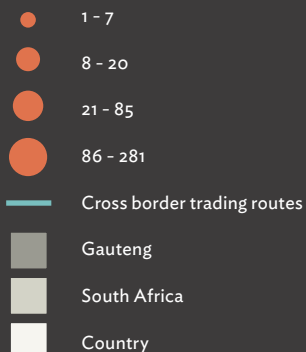 1 – 7
8 – 20
21 – 85
86 – 281
Cross border trading routes
Gauteng
South Africa
Country